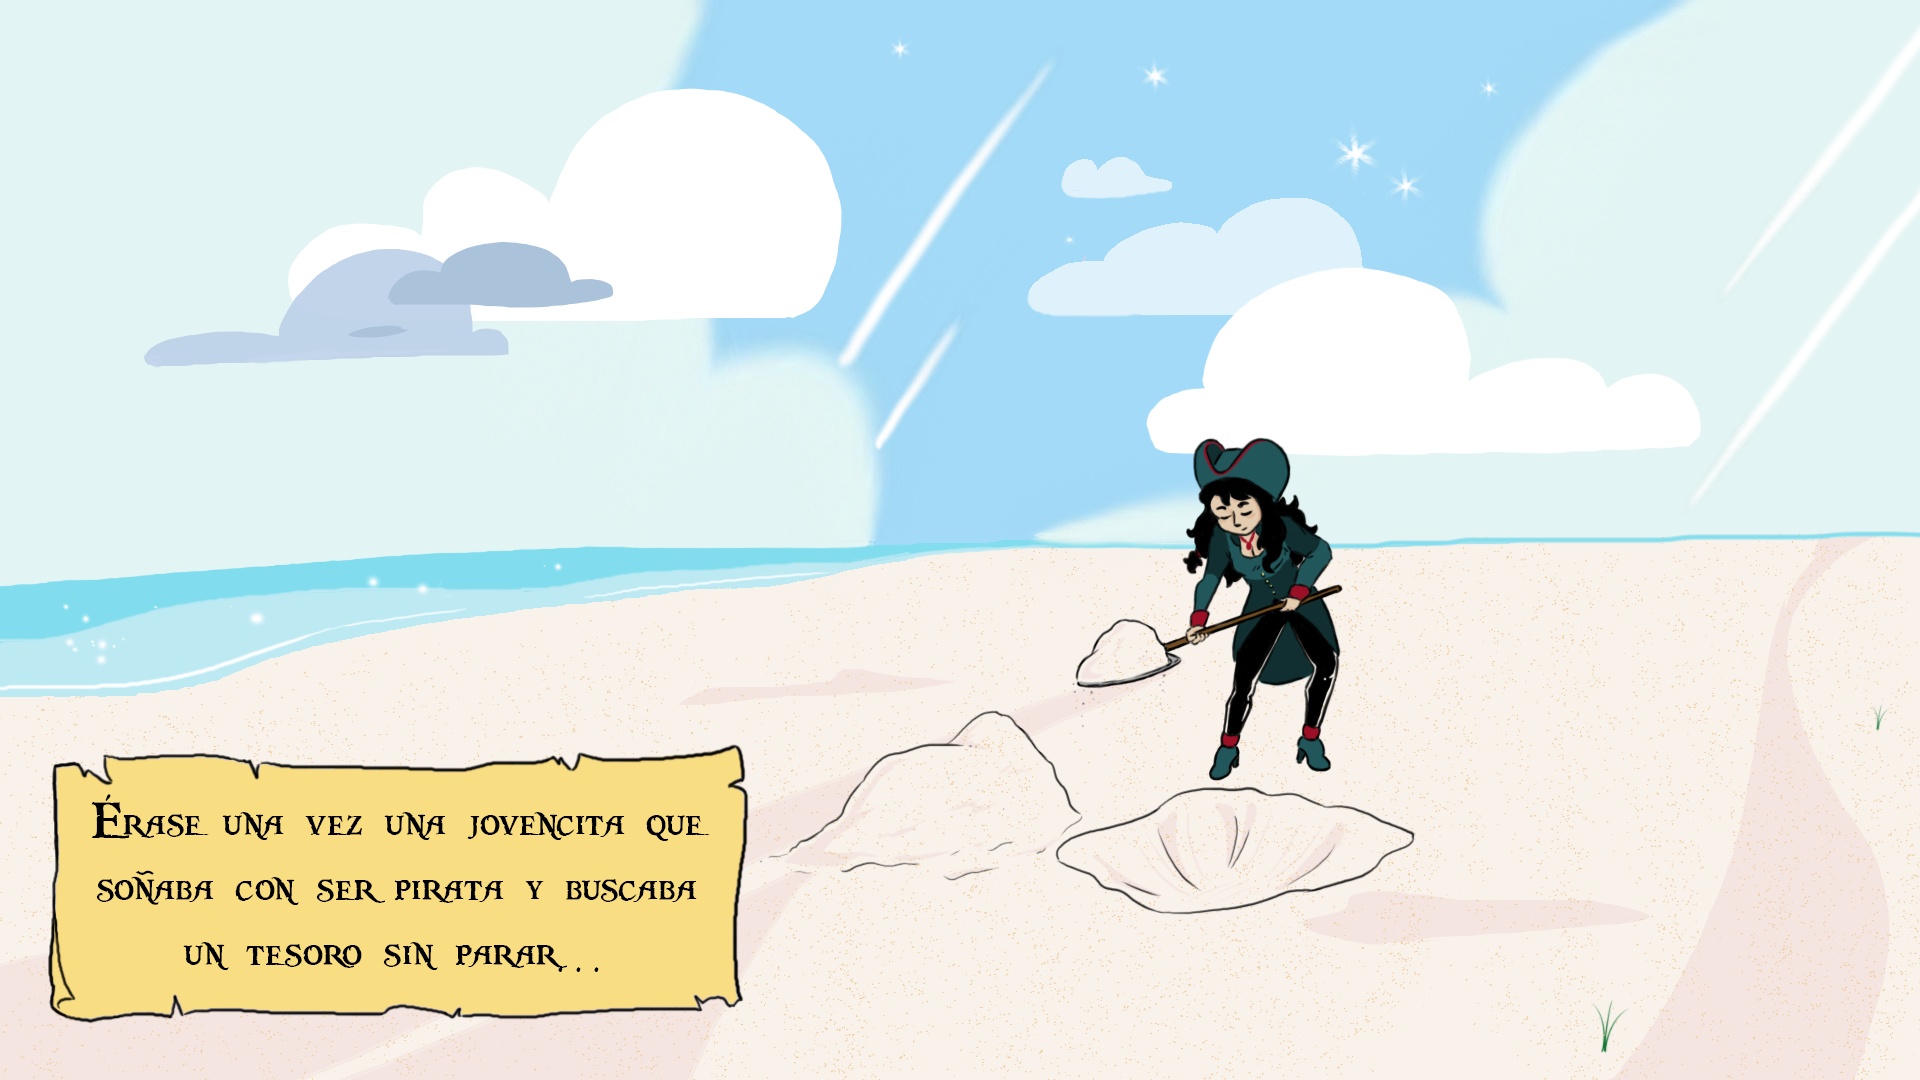 Érase una vez una jovencita que
soñaba con ser pirata y buscaba
un tesoro sin parar...